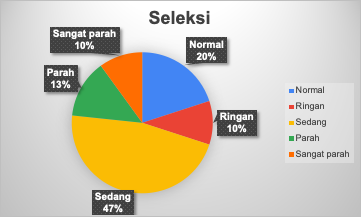 Seleksi
Sangat parah
10%
Normal
20%
Parah
13%
Ringan
10%
Sedang
47%
Normal
Ringan
Sedang
Parah
Sangat parah